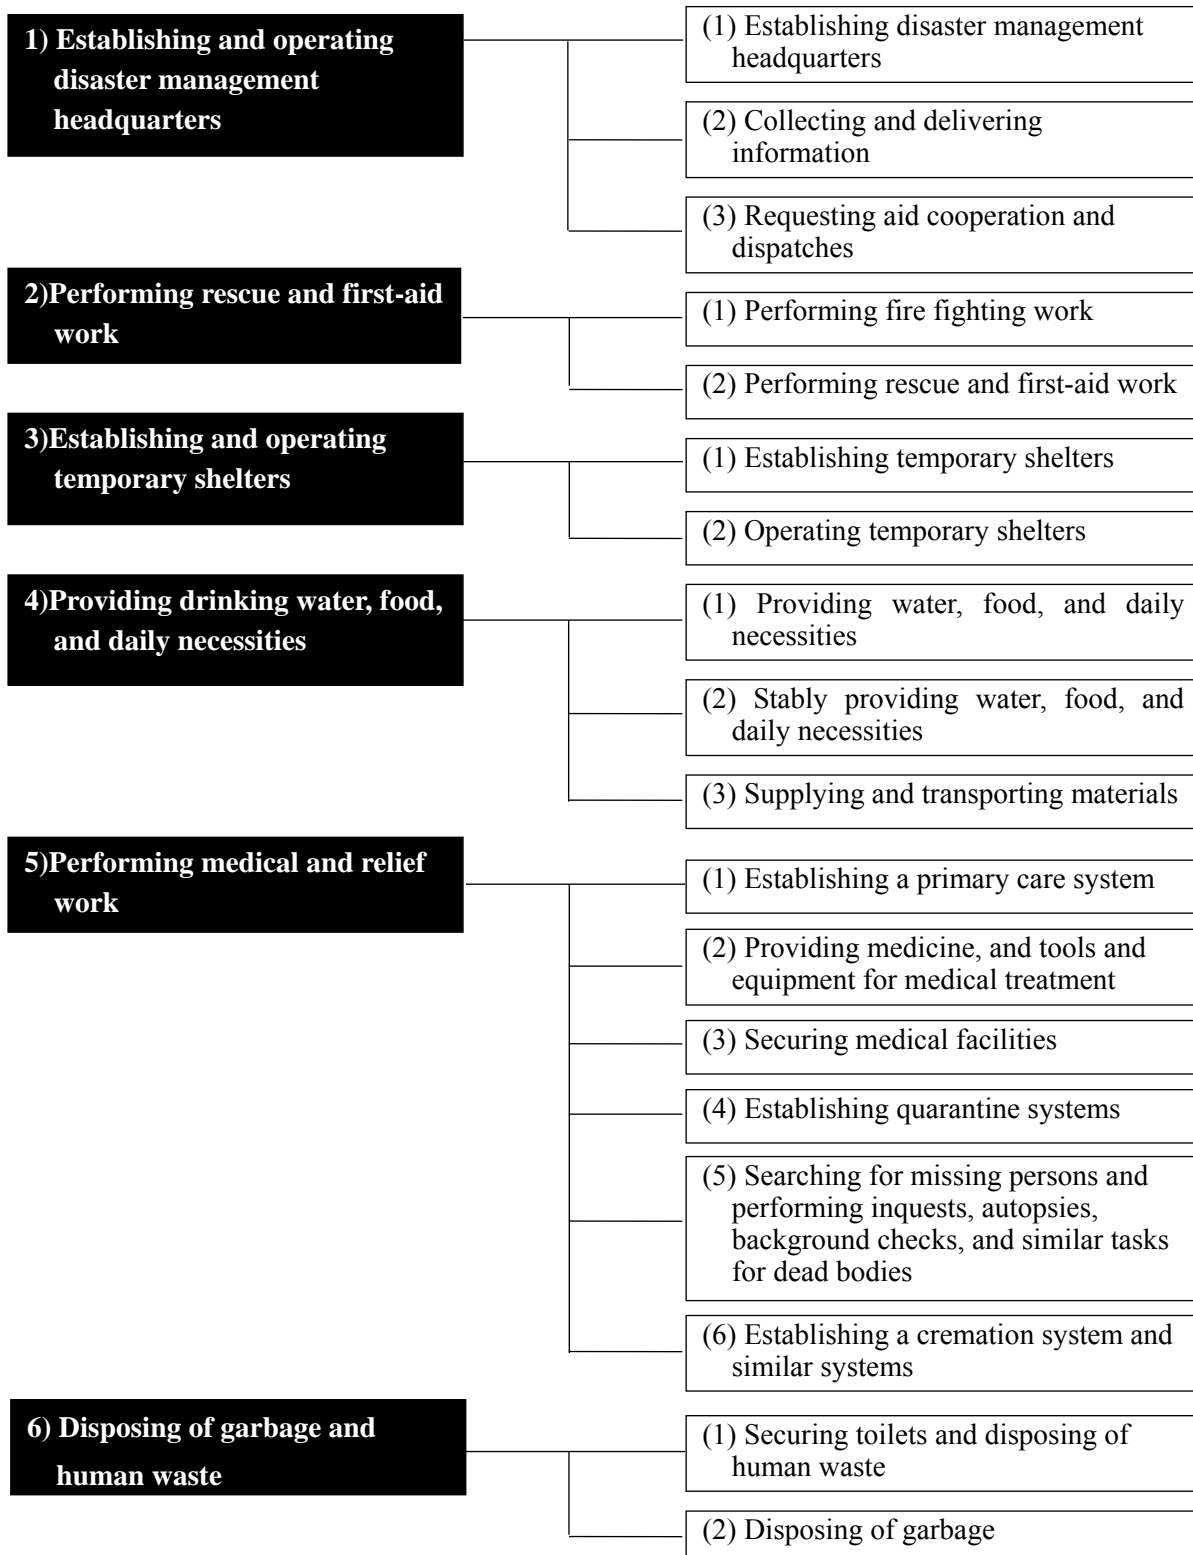 1) Establishing and operating
disaster management
headquarters
(1) Establishing disaster management
headquarters
(2) Collecting and delivering
information
(3) Requesting aid cooperation and
dispatches
2)Performing rescue and first-aid
work
(1) Performing fire fighting work
(2) Performing rescue and first-aid work
3)Establishing and operating
temporary shelters
(1) Establishing temporary shelters
(2) Operating temporary shelters
4)Providing drinking water, food,
and daily necessities
(1) Providing water, food, and daily
necessities
(2) Stably providing water, food, and
daily necessities
(3) Supplying and transporting materials
5)Performing medical and relief
work
(1) Establishing a primary care system
(2) Providing medicine, and tools and
equipment for medical treatment
(3) Securing medical facilities
(4) Establishing quarantine systems
(5) Searching for missing persons and
performing inquests, autopsies,
background checks, and similar tasks
for dead bodies
(6) Establishing a cremation system and
similar systems
6) Disposing of garbage and
human waste
(1) Securing toilets and disposing of
human waste
(2) Disposing of garbage